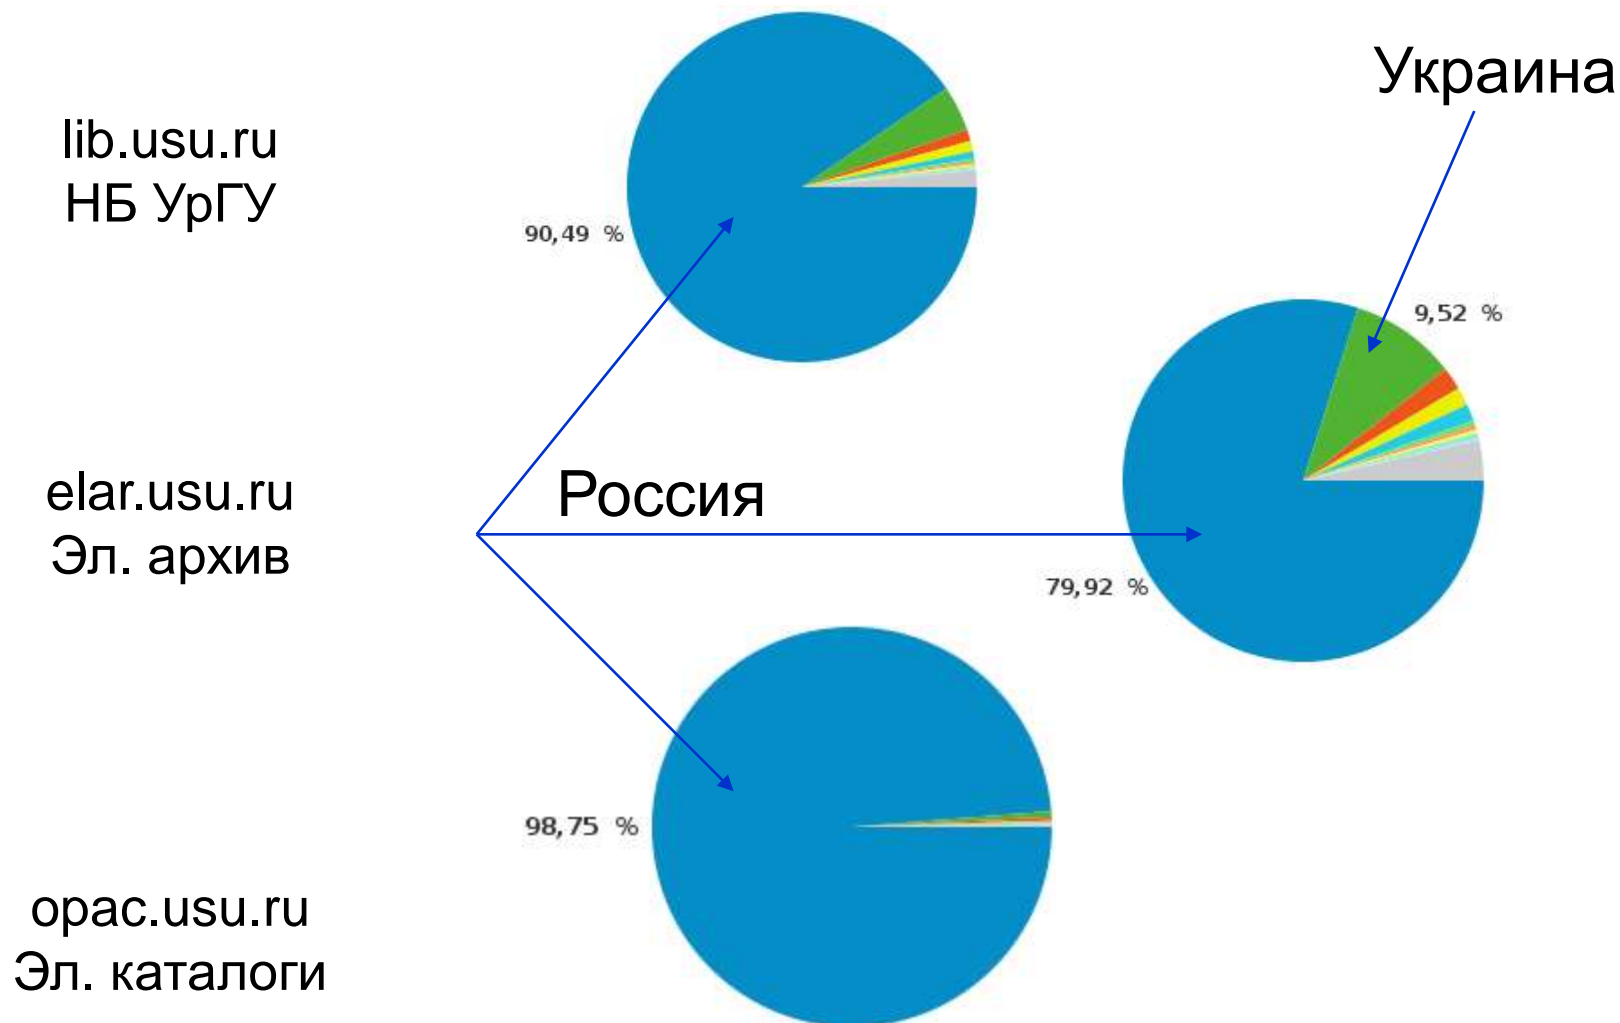 Украина
lib.usu.ru
НБ УрГУ
90,49 %
9,52 %
elar.usu.ru
Эл. архив
Россия
79,92 %
98,75 %
opac.usu.ru
Эл. каталоги